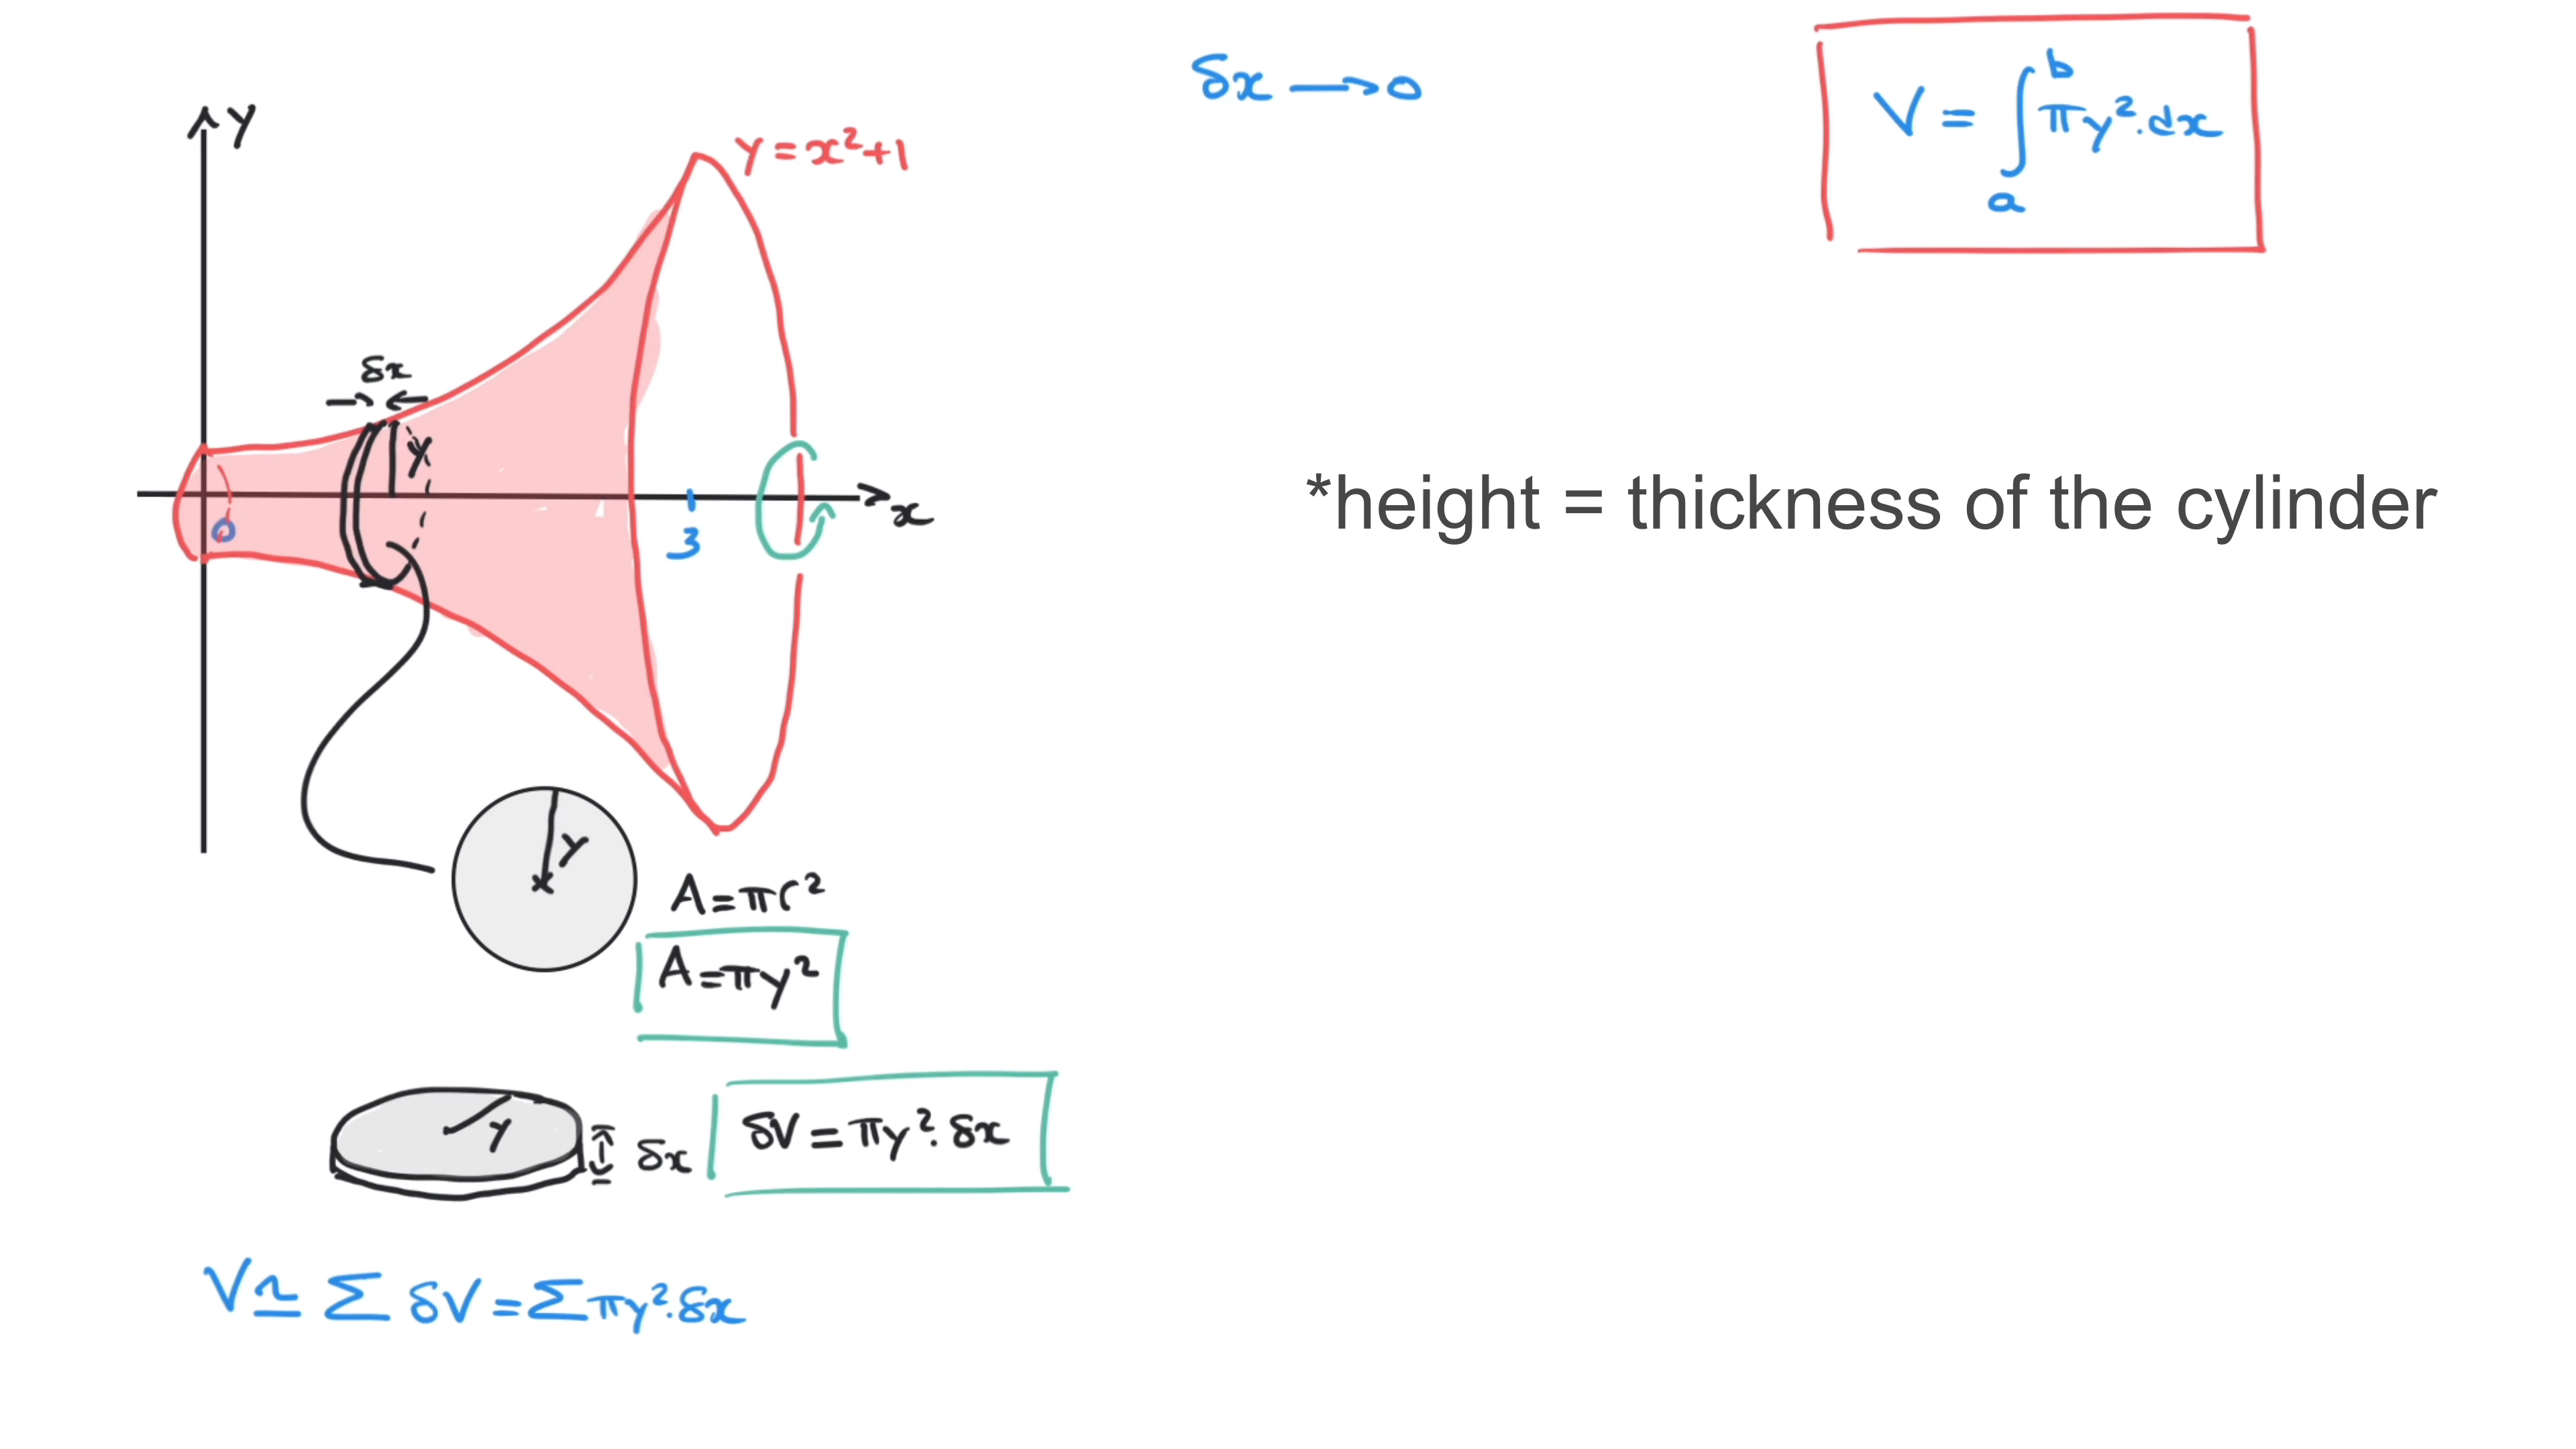 δx → 0
V = ∫ₐᵇ πy².dx
y
y = x²+1
δx
y
x
0
3
*height = thickness of the cylinder
y
x
A = πr²
A = πy²
y
δx
δV = πy².δx
V ≃ Σ δV = Σ πy².δx